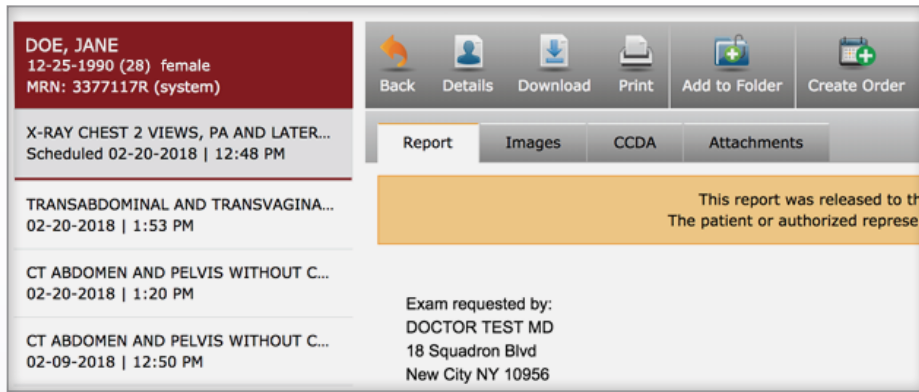 DOE, JANE
12-25-1990 (28) female
MRN: 3377117R (system)
X-RAY CHEST 2 VIEWS, PA AND LATER...
Scheduled 02-20-2018 | 12:48 PM
TRANSABDOMINAL AND TRANSVAGINA...
02-20-2018 | 1:53 PM
CT ABDOMEN AND PELVIS WITHOUT C...
02-20-2018 | 1:20 PM
CT ABDOMEN AND PELVIS WITHOUT C...
02-09-2018 | 12:50 PM
Back Details Download Print Add to Folder Create Order
Report Images CCDA Attachments
This report was released to th
The patient or authorized represe
Exam requested by:
DOCTOR TEST MD
18 Squadron Blvd
New City NY 10956